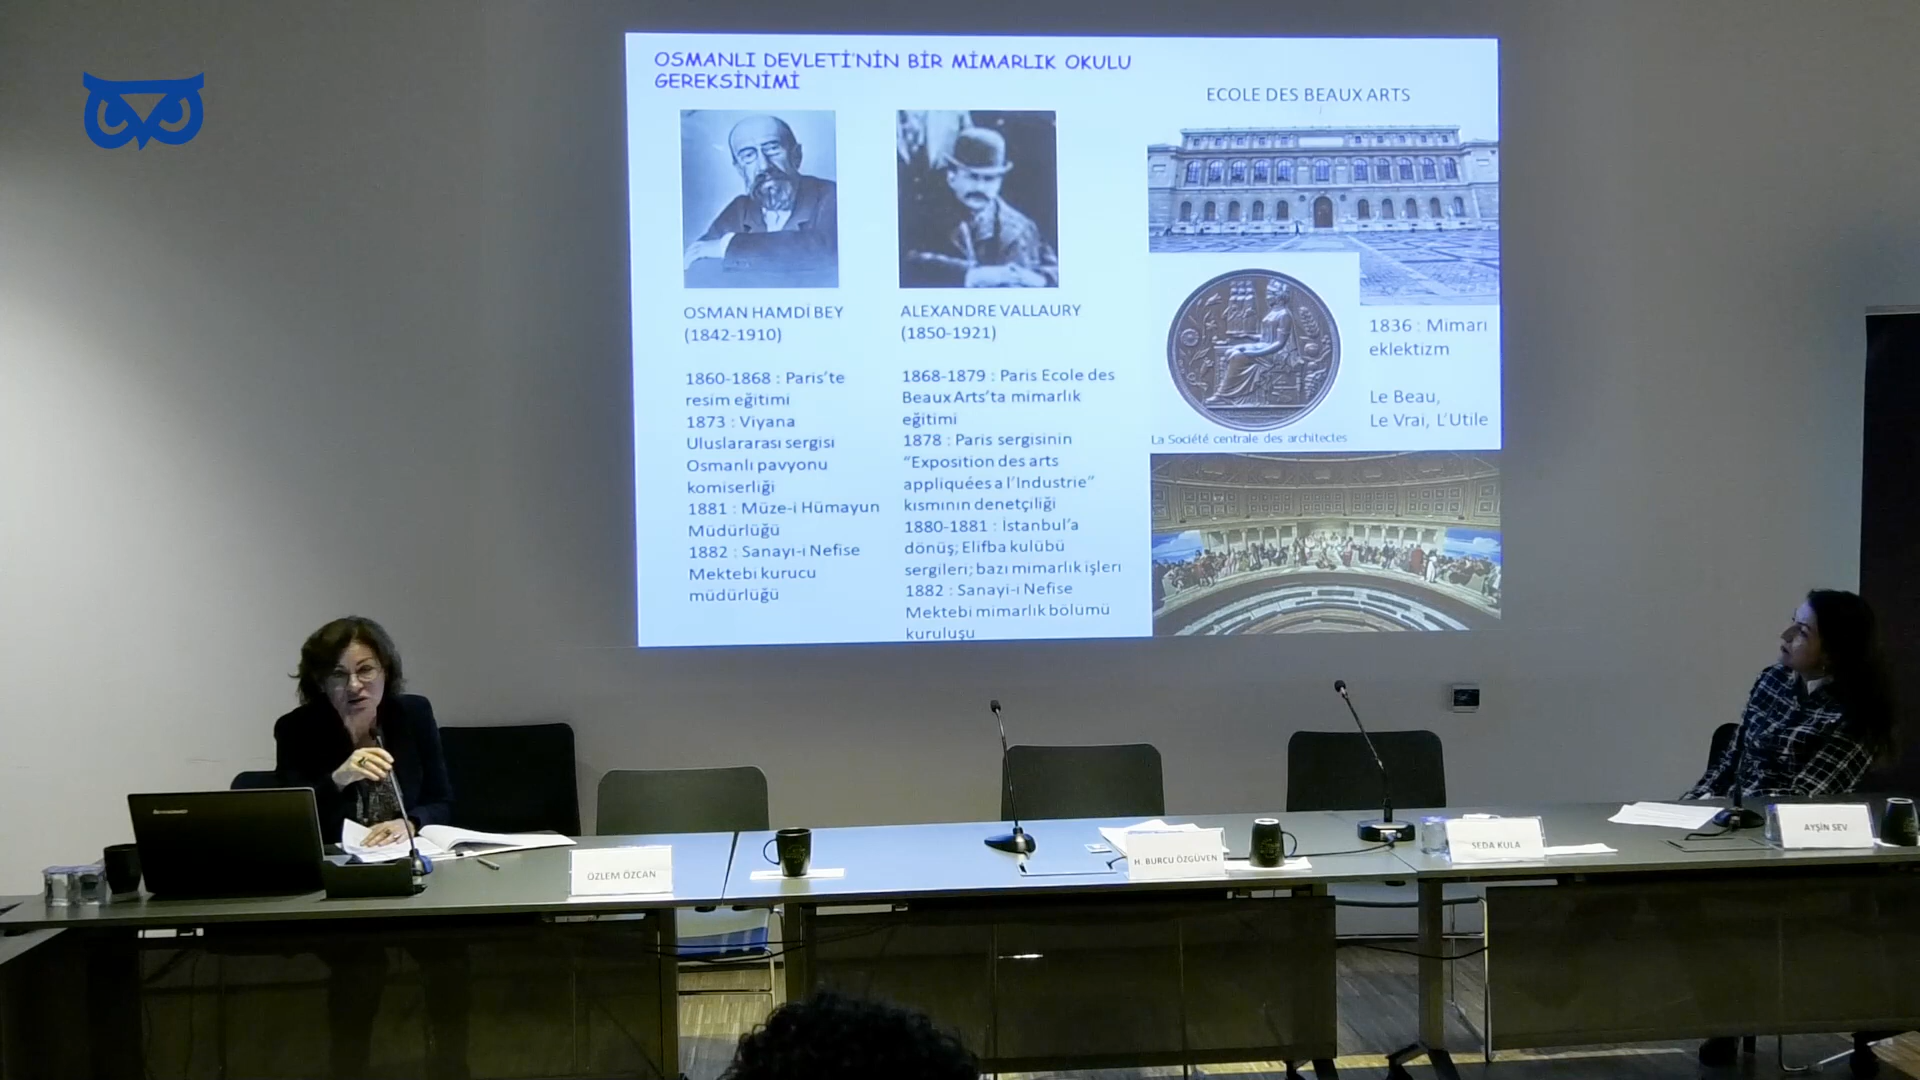 OSMANLI DEVLETİ'NİN BİR MİMARLIK OKULU
GEREKSİNİMİ
OSMAN HAMDİ BEY
(1842-1910)
1860-1868 : Paris'te
resim eğitimi
1873 : Viyana
Uluslararası sergisi
Osmanlı pavyonu
komiserliği
1881 : Müze-i Hümayun
Müdürlüğü
1882 : Sanayı-i Nefise
Mektebi kurucu
müdürlüğü
ALEXANDRE VALLAURY
(1850-1921)
1868-1879 : Paris Ecole des
Beaux Arts'ta mimarlık
eğitimi
1878 : Paris sergisinin
"Exposition des arts
appliquées a l'Industrie"
kısmının denetçiliği
1880-1881 : İstanbul'a
dönüş; Elifba kulübü
sergileri; bazı mimarlık işleri
1882 : Sanayi-i Nefise
Mektebi mimarlık bölümü
kuruluşu
ECOLE DES BEAUX ARTS
1836 : Mimari
eklektizm
Le Beau,
Le Vrai, L'Utile
La Société centrale des architectes
lenovo
ÖZLEM ÖZCAN
H. BURCU ÖZGÜVEN
SEDA KULA
AYŞİN SEV